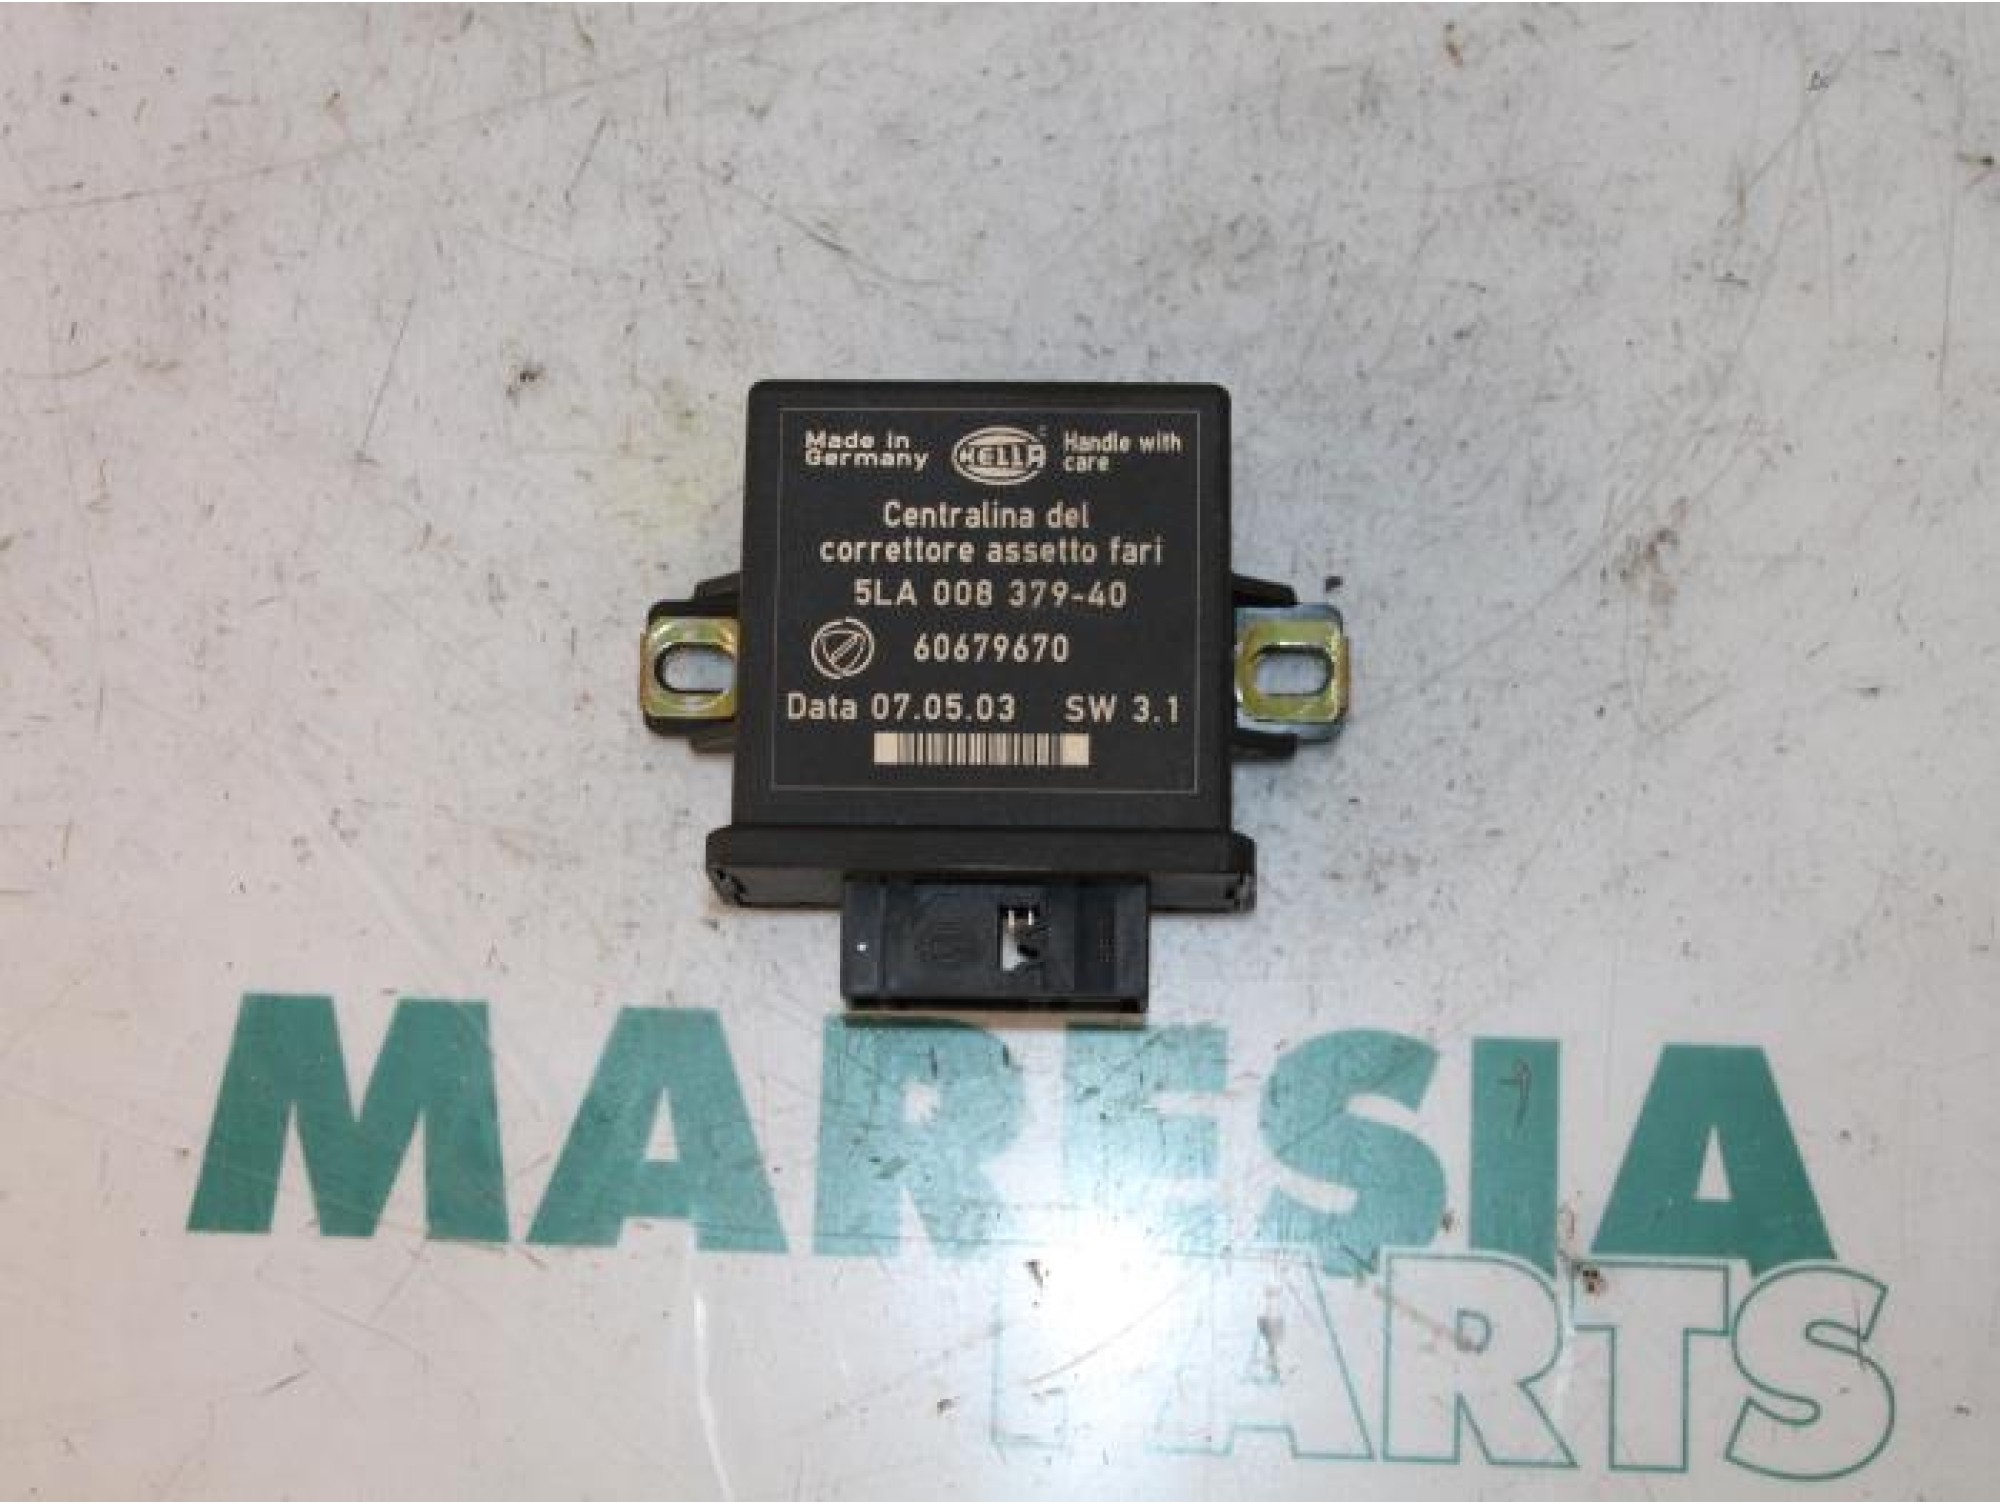 Made in
Germany
HELLA
Handle with
care
Centralina del
correttore assetto fari
5LA 008 379-40
60679670
Data 07.05.03 SW 3.1
MARESIA
PARTS